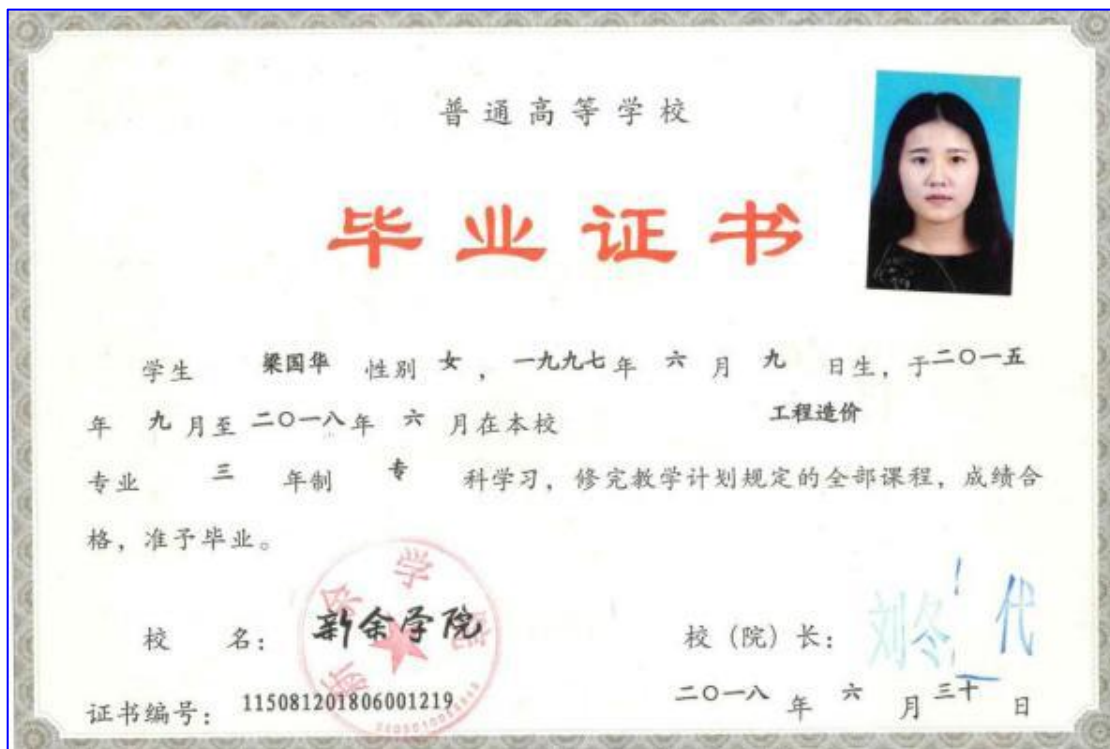 普通高等学校
毕业证书
学生 梁国华 性别 女，一九九七年 六 月 九 日生，于二〇一五
年 九 月至 二〇一八年 六 月在本校 工程造价
专业 三 年制 专 科学习，修完教学计划规定的全部课程，成绩合
格，准予毕业。
新余学院
校 名： 新余学院 校（院）长：
证书编号： 115081201806001219 二〇一八 年 六 月 三十 日